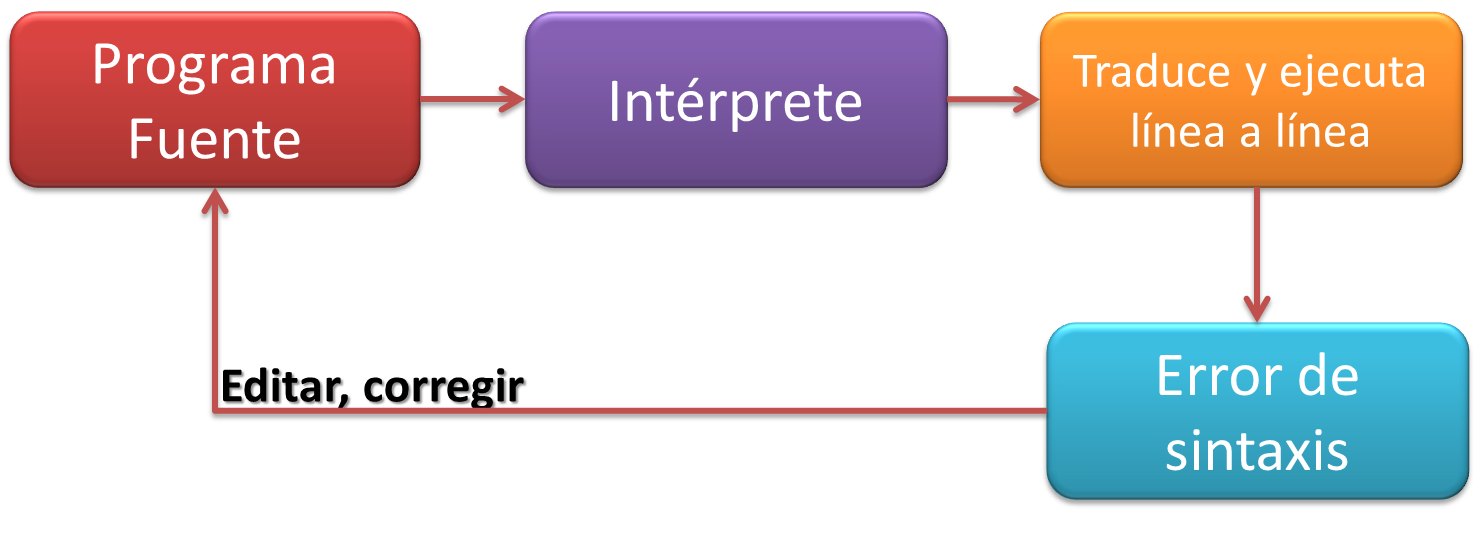 Programa
Fuente
Intérprete
Traduce y ejecuta
línea a línea
Error de
sintaxis
Editar, corregir